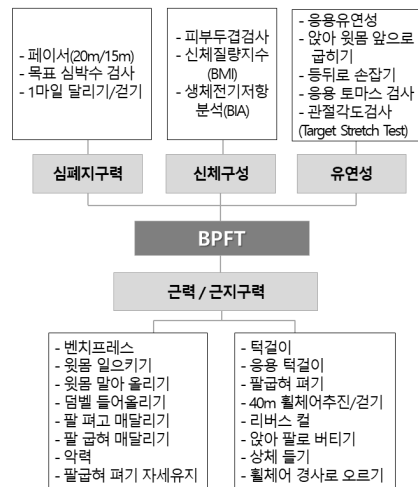 - 페이서(20m/15m)
- 목표 심박수 검사
- 1마일 달리기/걷기
- 피부두겹검사
- 신체질량지수
(BMI)
- 생체전기저항
분석(BIA)
- 응용유연성
- 앉아 윗몸 앞으로
굽히기
- 등뒤로 손잡기
- 응용 토마스 검사
- 관절각도검사
(Target Stretch Test)
심폐지구력
신체구성
유연성
BPFT
근력 / 근지구력
- 벤치프레스
- 윗몸 일으키기
- 윗몸 말아 올리기
- 덤벨 들어올리기
- 팔 펴고 매달리기
- 팔 굽혀 매달리기
- 악력
- 팔굽혀 펴기 자세유지
- 턱걸이
- 응용 턱걸이
- 팔굽혀 펴기
- 40m 휠체어추진/걷기
- 리버스 컬
- 앉아 팔로 버티기
- 상체 들기
- 휠체어 경사로 오르기